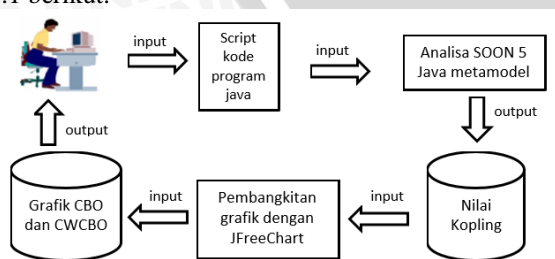 .1 berikut.
input
Script
kode
program
java
input
Analisa SOON 5
Java metamodel
output
Nilai
Kopling
input
Pembangkitan
grafik dengan
JFreeChart
input
Grafik CBO
dan CWCBO
output